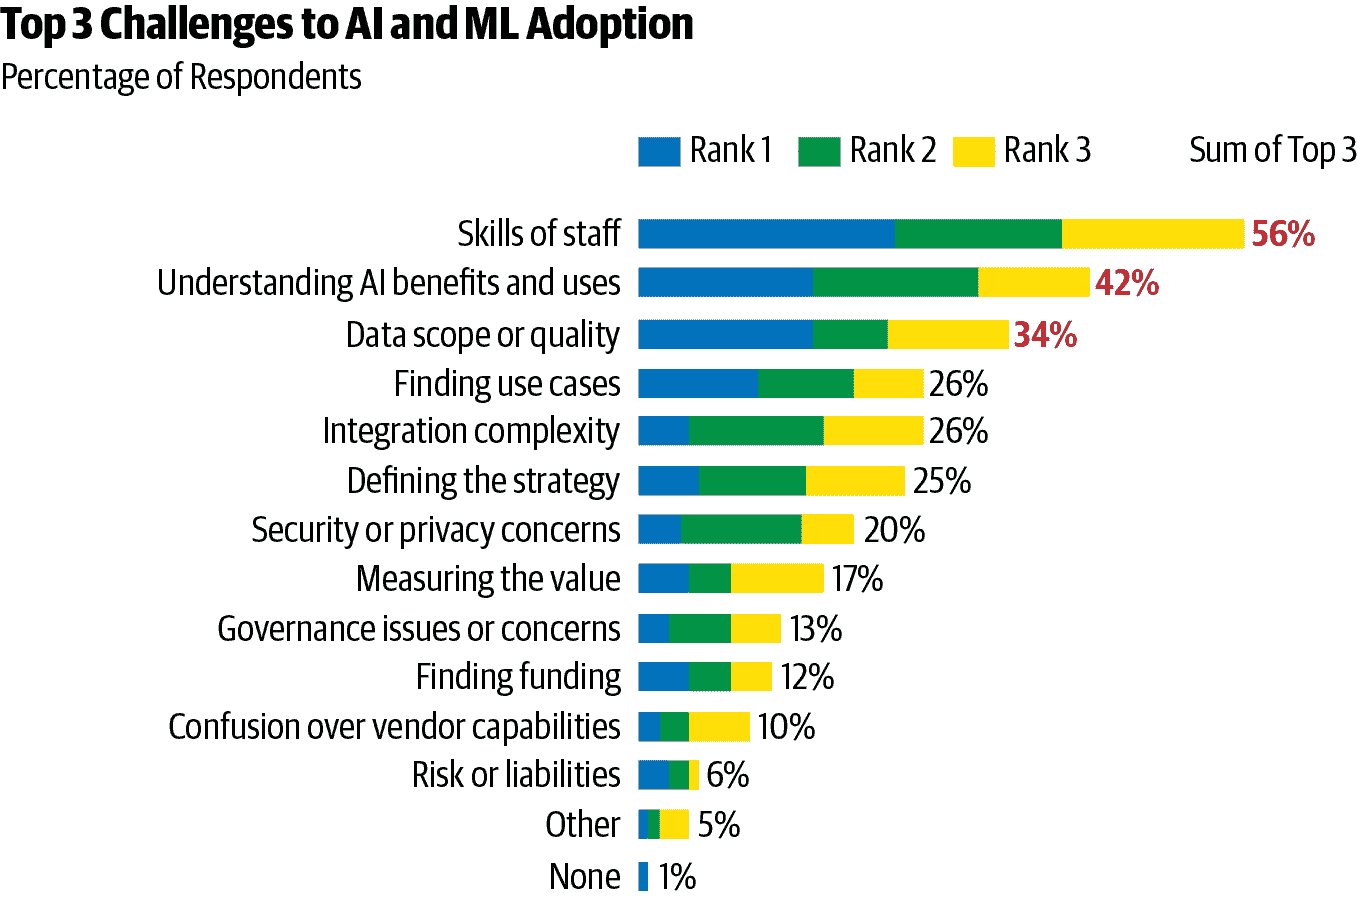 Top 3 Challenges to AI and ML Adoption
Percentage of Respondents
Rank 1 Rank 2 Rank 3 Sum of Top 3
Skills of staff 56%
Understanding AI benefits and uses 42%
Data scope or quality 34%
Finding use cases 26%
Integration complexity 26%
Defining the strategy 25%
Security or privacy concerns 20%
Measuring the value 17%
Governance issues or concerns 13%
Finding funding 12%
Confusion over vendor capabilities 10%
Risk or liabilities 6%
Other 5%
None 1%